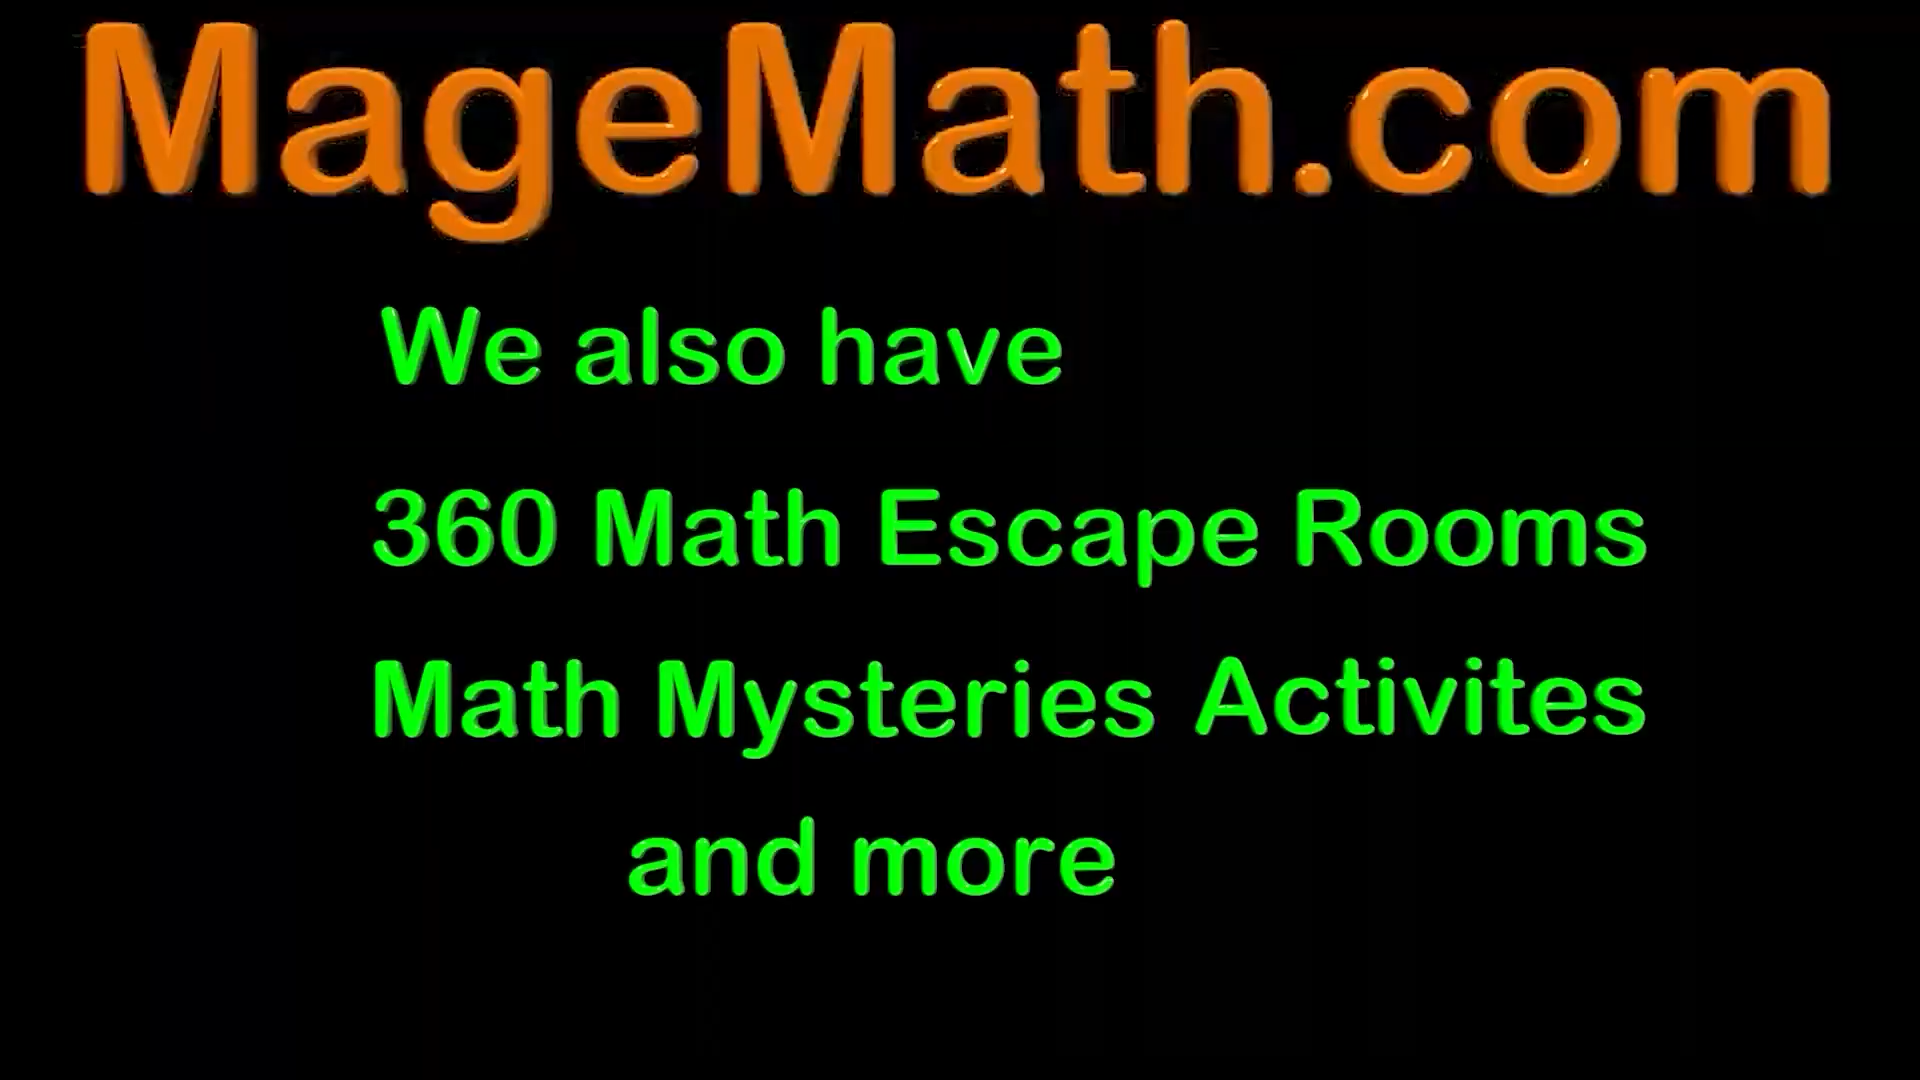 MageMath.com
We also have
360 Math Escape Rooms
Math Mysteries Activites
and more